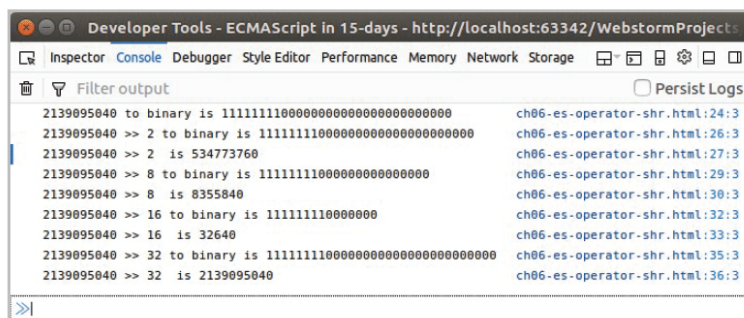 Developer Tools - ECMAScript in 15-days - http://localhost:63342/WebstormProjects
Inspector Console Debugger Style Editor Performance Memory Network Storage
Filter output Persist Logs
2139095040 to binary is 1111111100000000000000000000000 ch06-es-operator-shr.html:24:3
2139095040 >> 2 to binary is 11111111000000000000000000000 ch06-es-operator-shr.html:26:3
2139095040 >> 2  is 534773760 ch06-es-operator-shr.html:27:3
2139095040 >> 8 to binary is 11111111000000000000000 ch06-es-operator-shr.html:29:3
2139095040 >> 8  is 8355840 ch06-es-operator-shr.html:30:3
2139095040 >> 16 to binary is 111111110000000 ch06-es-operator-shr.html:32:3
2139095040 >> 16  is 32640 ch06-es-operator-shr.html:33:3
2139095040 >> 32 to binary is 1111111100000000000000000000000 ch06-es-operator-shr.html:35:3
2139095040 >> 32  is 2139095040 ch06-es-operator-shr.html:36:3